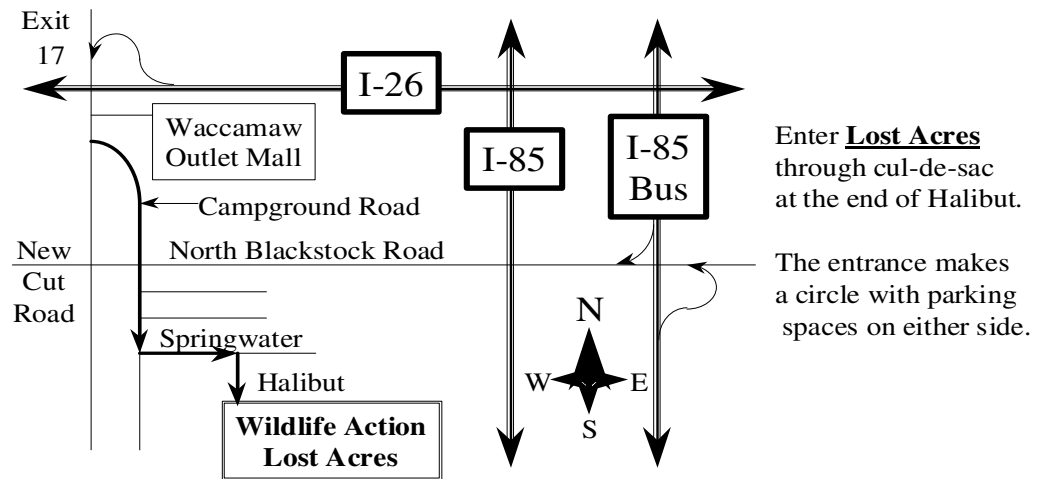 Exit
17
I-26
Waccamaw
Outlet Mall
I-85
I-85
Bus
Enter Lost Acres
through cul-de-sac
at the end of Halibut.
Campground Road
New
Cut
Road
North Blackstock Road
The entrance makes
a circle with parking
spaces on either side.
N
W
E
S
Springwater
Halibut
Wildlife Action
Lost Acres